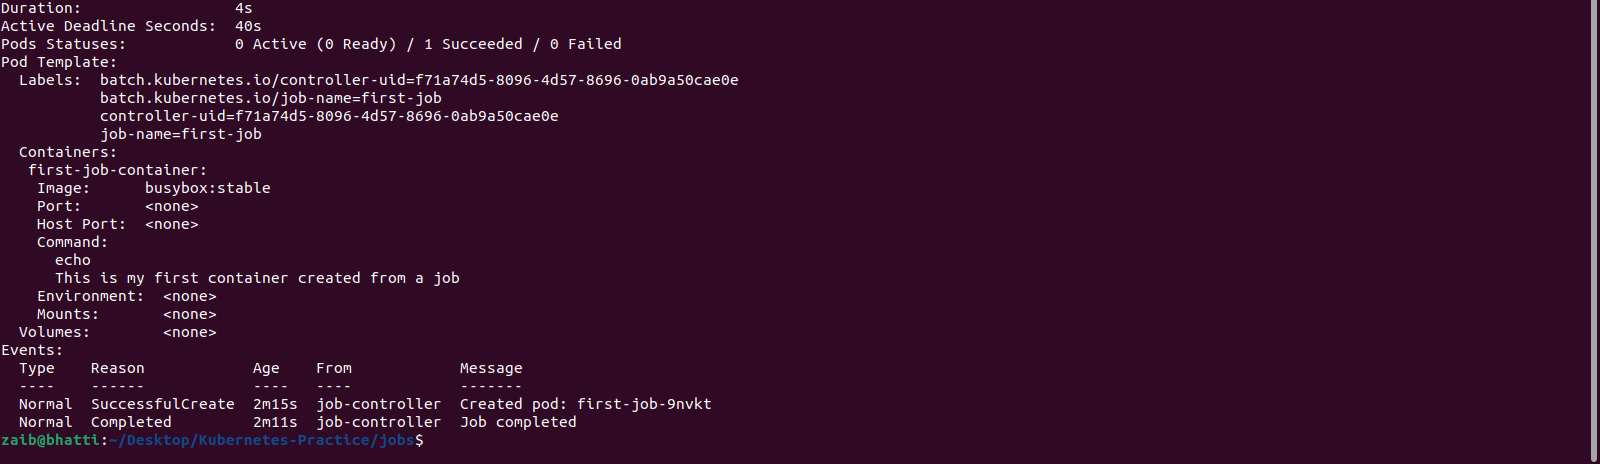 Duration:                 4s
Active Deadline Seconds:  40s
Pods Statuses:            0 Active (0 Ready) / 1 Succeeded / 0 Failed
Pod Template:
  Labels:  batch.kubernetes.io/controller-uid=f71a74d5-8096-4d57-8696-0ab9a50cae0e
           batch.kubernetes.io/job-name=first-job
           controller-uid=f71a74d5-8096-4d57-8696-0ab9a50cae0e
           job-name=first-job
  Containers:
   first-job-container:
    Image:      busybox:stable
    Port:       <none>
    Host Port:  <none>
    Command:
      echo
      This is my first container created from a job
    Environment:  <none>
    Mounts:       <none>
  Volumes:        <none>
Events:
  Type    Reason            Age    From            Message
  ----    ------            ----   ----            -------
  Normal  SuccessfulCreate  2m15s  job-controller  Created pod: first-job-9nvkt
  Normal  Completed         2m11s  job-controller  Job completed
zaib@bhatti:~/Desktop/Kubernetes-Practice/jobs$